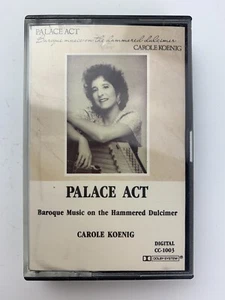 PALACE ACT
Baroque music on the hammered dulcimer
CAROLE KOENIG
PALACE ACT
Baroque Music on the Hammered Dulcimer
CAROLE KOENIG
DIGITAL
CC-1003
DOLBY SYSTEM